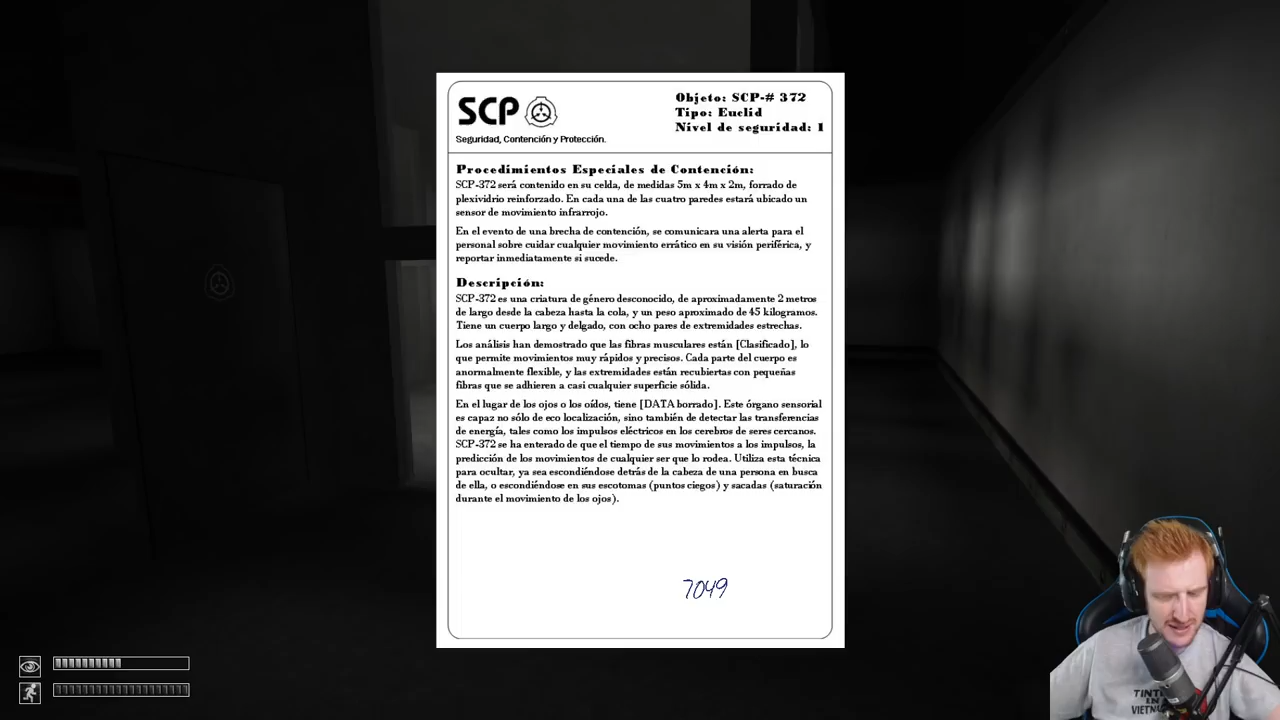 SCP
Seguridad, Contención y Protección.
Objeto: SCP-# 372
Tipo: Euclid
Nivel de seguridad: 1
Procedimientos Especiales de Contención:
SCP-372 será contenido en su celda, de medidas 5m x 4m x 2m, forrado de
plexividrio reinforzado. En cada una de las cuatro paredes estará ubicado un
sensor de movimiento infrarrojo.
En el evento de una brecha de contención, se comunicara una alerta para el
personal sobre cuidar cualquier movimiento errático en su visión periférica, y
reportar inmediatamente si sucede.
Descripción:
SCP-372 es una criatura de género desconocido, de aproximadamente 2 metros
de largo desde la cabeza hasta la cola, y un peso aproximado de 45 kilogramos.
Tiene un cuerpo largo y delgado, con ocho pares de extremidades estrechas.
Los análisis han demostrado que las fibras musculares están [Clasificado], lo
que permite movimientos muy rápidos y precisos. Cada parte del cuerpo es
anormalmente flexible, y las extremidades están recubiertas con pequeñas
fibras que se adhieren a casi cualquier superficie sólida.
En el lugar de los ojos o los oídos, tiene [DATA borrado]. Este órgano sensorial
es capaz no sólo de eco localización, sino también de detectar las transferencias
de energía, tales como los impulsos eléctricos en los cerebros de seres cercanos.
SCP-372 se ha enterado de que el tiempo de sus movimientos a los impulsos, la
predicción de los movimientos de cualquier ser que lo rodea. Utiliza esta técnica
para ocultar, ya sea escondiéndose detrás de la cabeza de una persona en busca
de ella, o escondiéndose en sus escotomas (puntos ciegos) y sacadas (saturación
durante el movimiento de los ojos).
7049
TINTIN
IN
VIETNAM